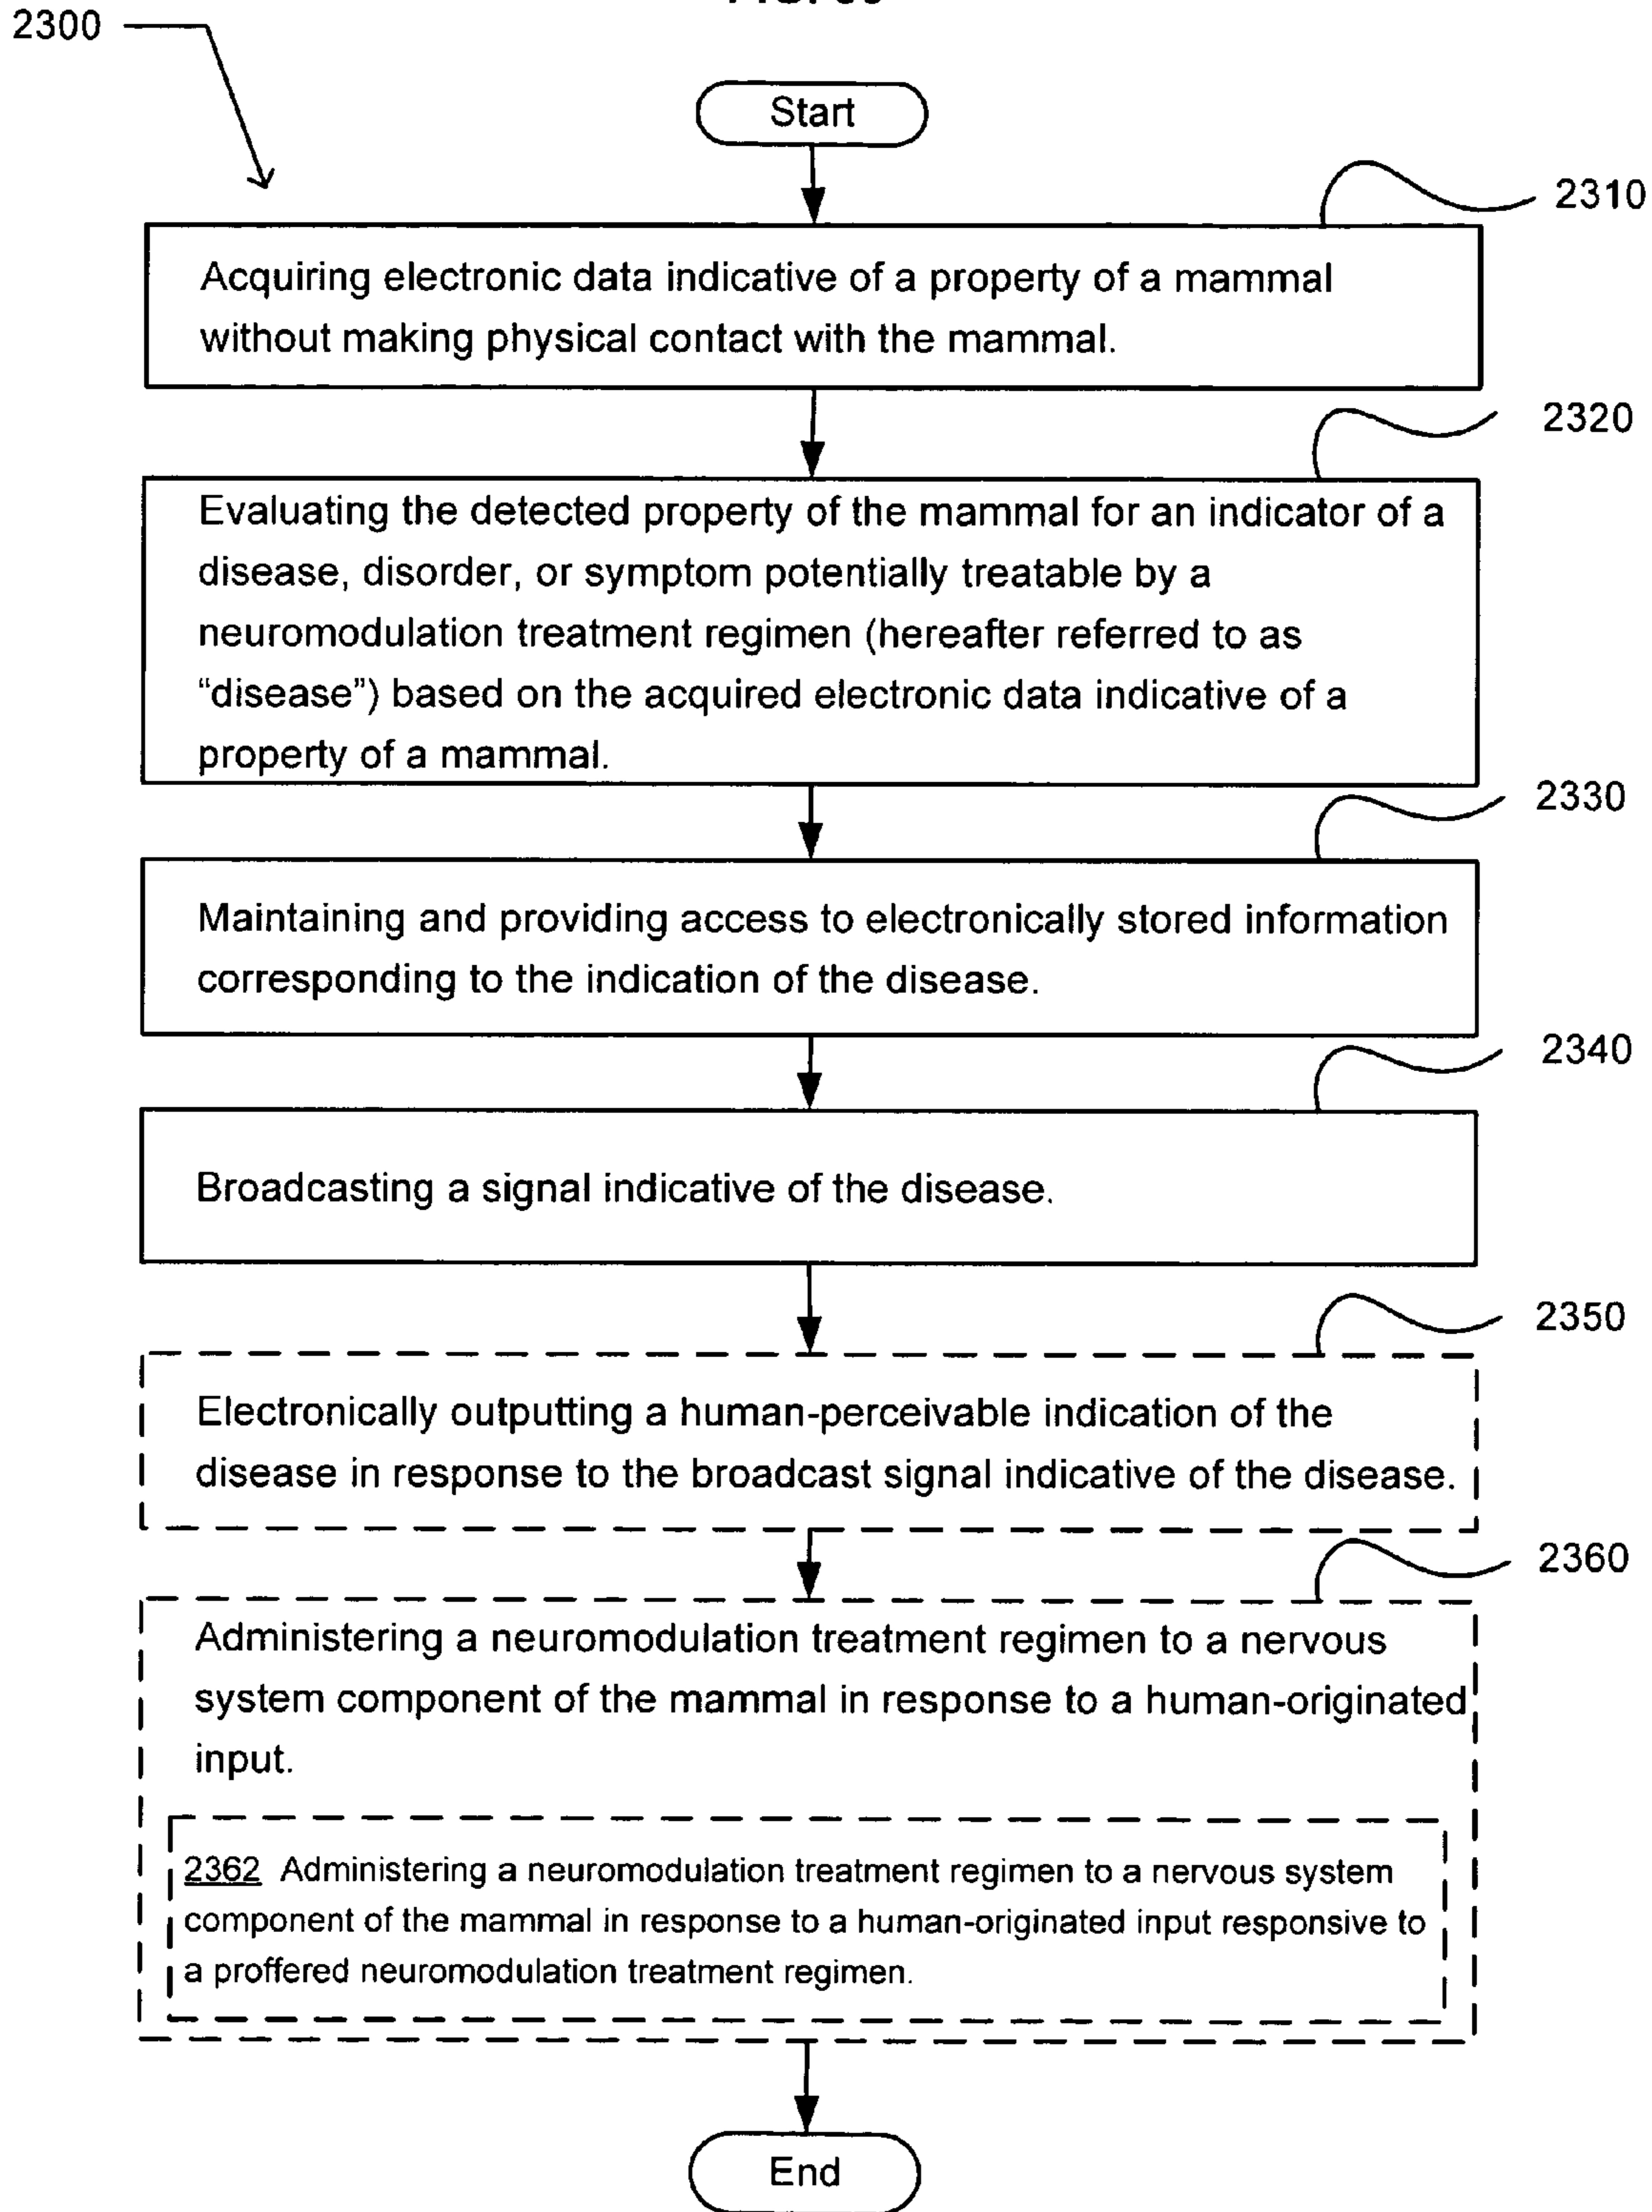 2300
Start
2310
Acquiring electronic data indicative of a property of a mammal
without making physical contact with the mammal.
2320
Evaluating the detected property of the mammal for an indicator of a
disease, disorder, or symptom potentially treatable by a
neuromodulation treatment regimen (hereafter referred to as
“disease”) based on the acquired electronic data indicative of a
property of a mammal.
2330
Maintaining and providing access to electronically stored information
corresponding to the indication of the disease.
2340
Broadcasting a signal indicative of the disease.
2350
Electronically outputting a human-perceivable indication of the
disease in response to the broadcast signal indicative of the disease.
2360
Administering a neuromodulation treatment regimen to a nervous
system component of the mammal in response to a human-originated
input.
2362 Administering a neuromodulation treatment regimen to a nervous system
component of the mammal in response to a human-originated input responsive to
a proffered neuromodulation treatment regimen.
End